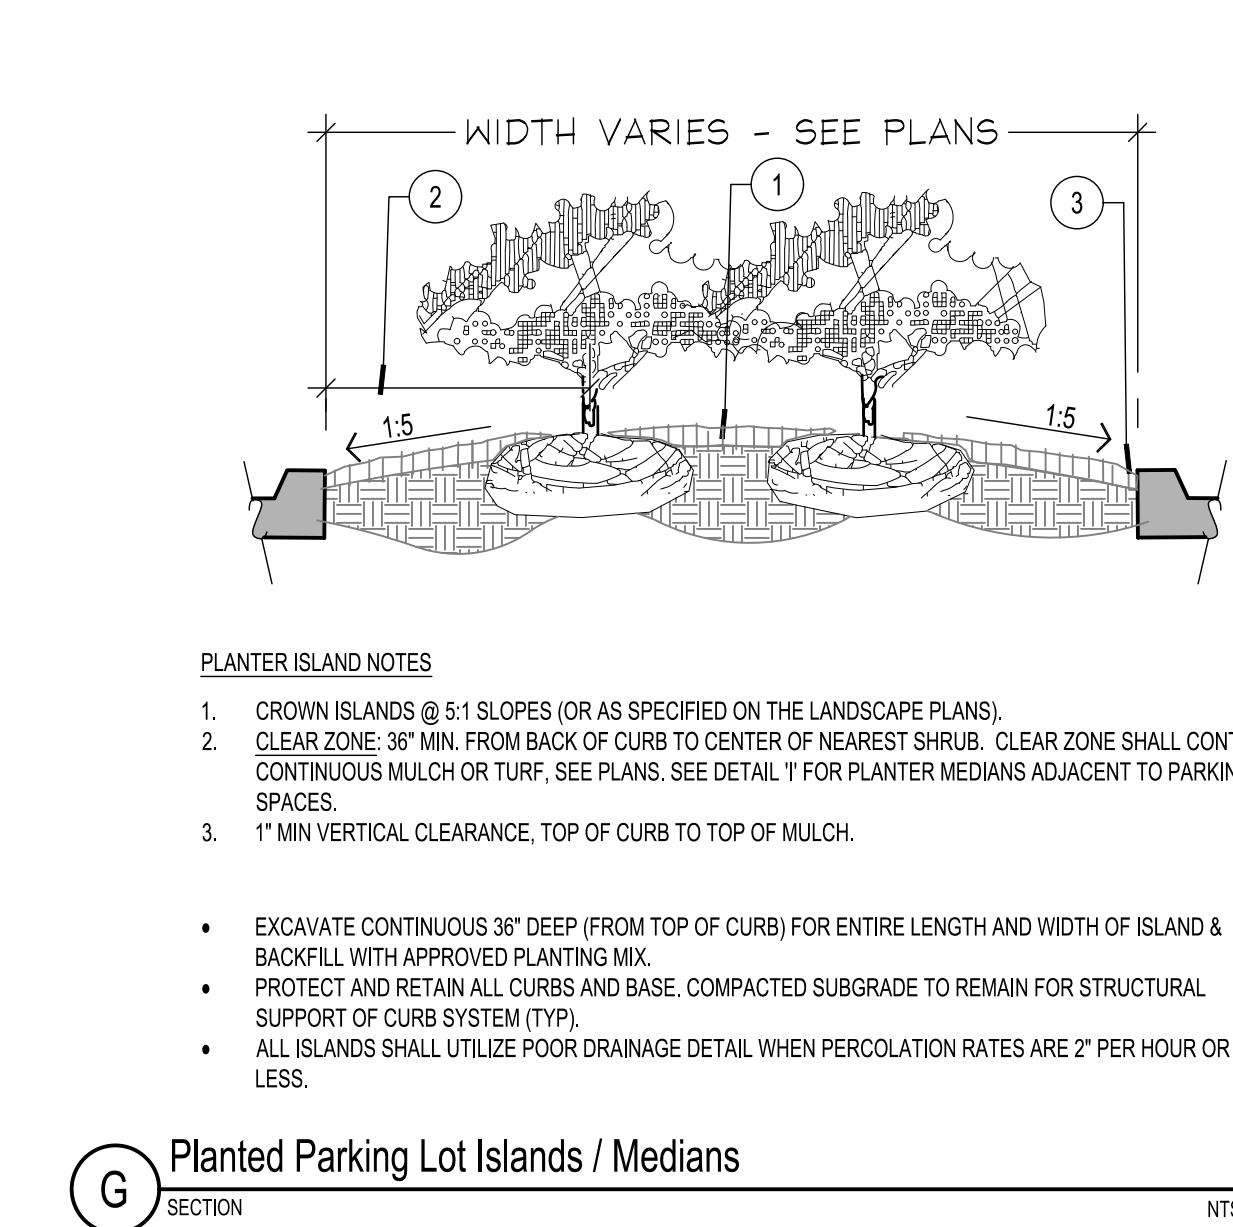 WIDTH VARIES - SEE PLANS
2
1
3
1:5
1:5
PLANTER ISLAND NOTES
1. CROWN ISLANDS @ 5:1 SLOPES (OR AS SPECIFIED ON THE LANDSCAPE PLANS).
2. CLEAR ZONE: 36" MIN. FROM BACK OF CURB TO CENTER OF NEAREST SHRUB. CLEAR ZONE SHALL CONT
CONTINUOUS MULCH OR TURF, SEE PLANS. SEE DETAIL 'I' FOR PLANTER MEDIANS ADJACENT TO PARKIN
SPACES.
3. 1" MIN VERTICAL CLEARANCE, TOP OF CURB TO TOP OF MULCH.
• EXCAVATE CONTINUOUS 36" DEEP (FROM TOP OF CURB) FOR ENTIRE LENGTH AND WIDTH OF ISLAND &
BACKFILL WITH APPROVED PLANTING MIX.
• PROTECT AND RETAIN ALL CURBS AND BASE. COMPACTED SUBGRADE TO REMAIN FOR STRUCTURAL
SUPPORT OF CURB SYSTEM (TYP).
• ALL ISLANDS SHALL UTILIZE POOR DRAINAGE DETAIL WHEN PERCOLATION RATES ARE 2" PER HOUR OR
LESS.
G
Planted Parking Lot Islands / Medians
SECTION
NTS